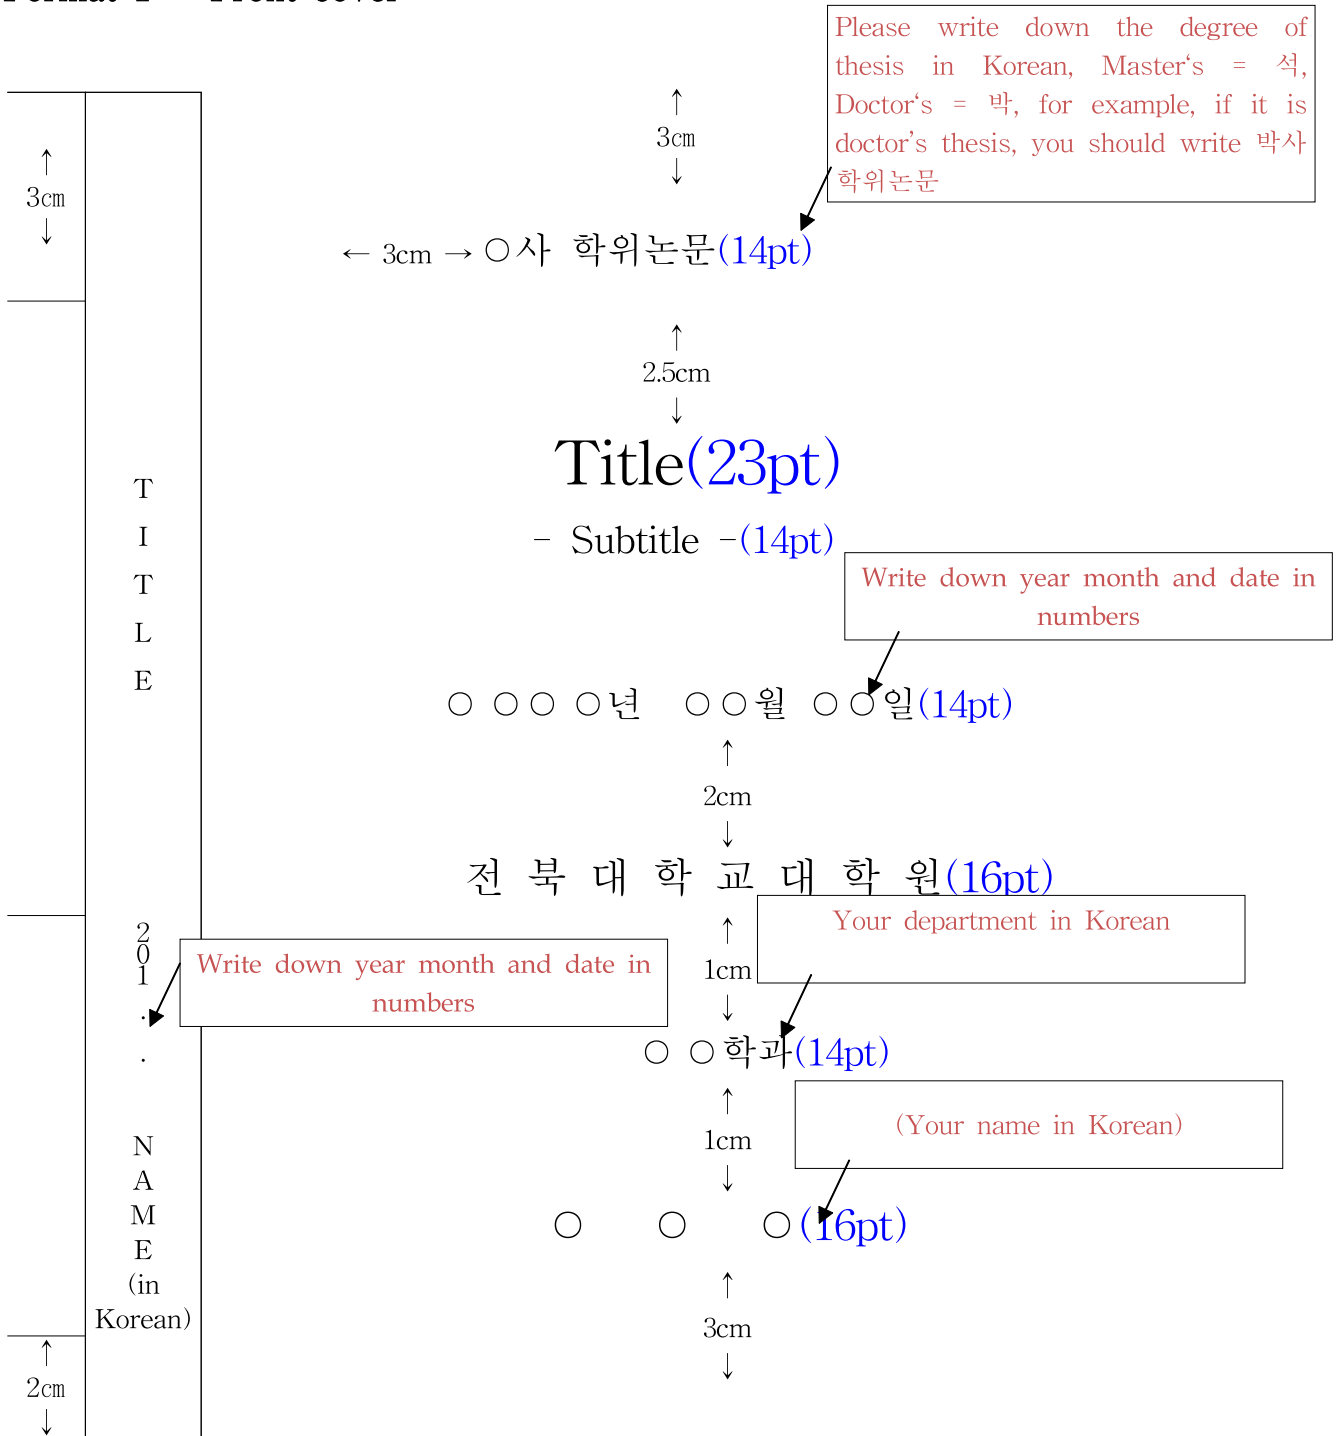 Please write down the degree of
thesis in Korean, Master‘s = 석,
Doctor‘s = 박, for example, if it is
doctor’s thesis, you should write 박사
학위논문
↑
3cm
↓
↑
3㎝
↓
← 3cm → ○사 학위논문(14pt)
↑
2.5cm
↓
Title(23pt)
- Subtitle -(14pt)
Write down year month and date in
numbers
○ ○○ ○년 ○○월 ○○일(14pt)
↑
2cm
↓
전 북 대 학 교 대 학 원(16pt)
↑
1cm
↓
Your department in Korean
○ ○학과(14pt)
↑
1cm
↓
(Your name in Korean)
○ ○ ○(16pt)
↑
3cm
↓
T
I
T
L
E
2
0
1
.
.
Write down year month and date in
numbers
N
A
M
E
(in
Korean)
↑
2㎝
↓